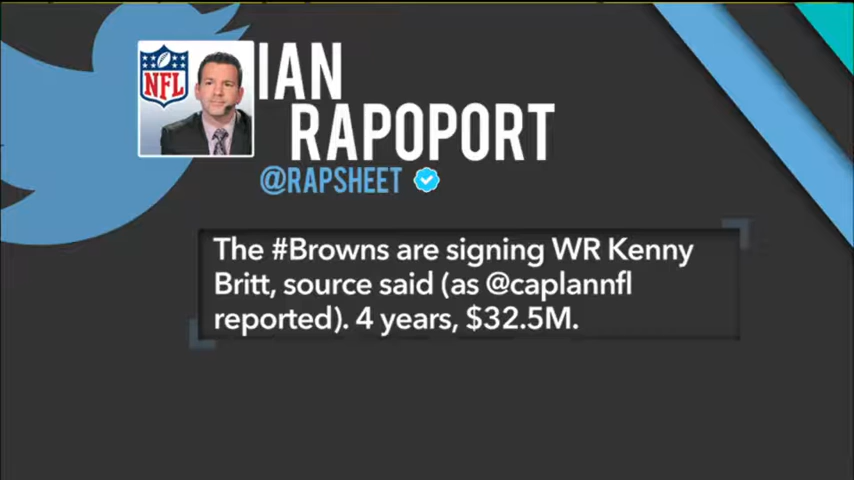 NFL
IAN
RAPOPORT
@RAPSHEET
The #Browns are signing WR Kenny
Britt, source said (as @caplannfl
reported). 4 years, $32.5M.